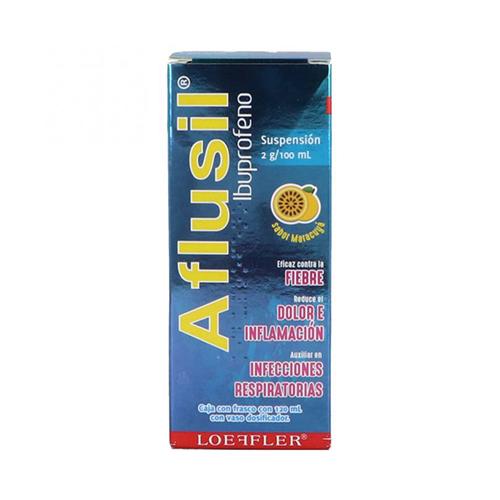 Aflusil®
Ibuprofeno
Suspensión
2 g/100 mL
Sabor Maracuyá
Eficaz contra la
FIEBRE
Reduce el
DOLOR E
INFLAMACIÓN
Auxiliar en
INFECCIONES
RESPIRATORIAS
Caja con frasco con 120 mL
con vaso dosificador.
LOEFFLER®